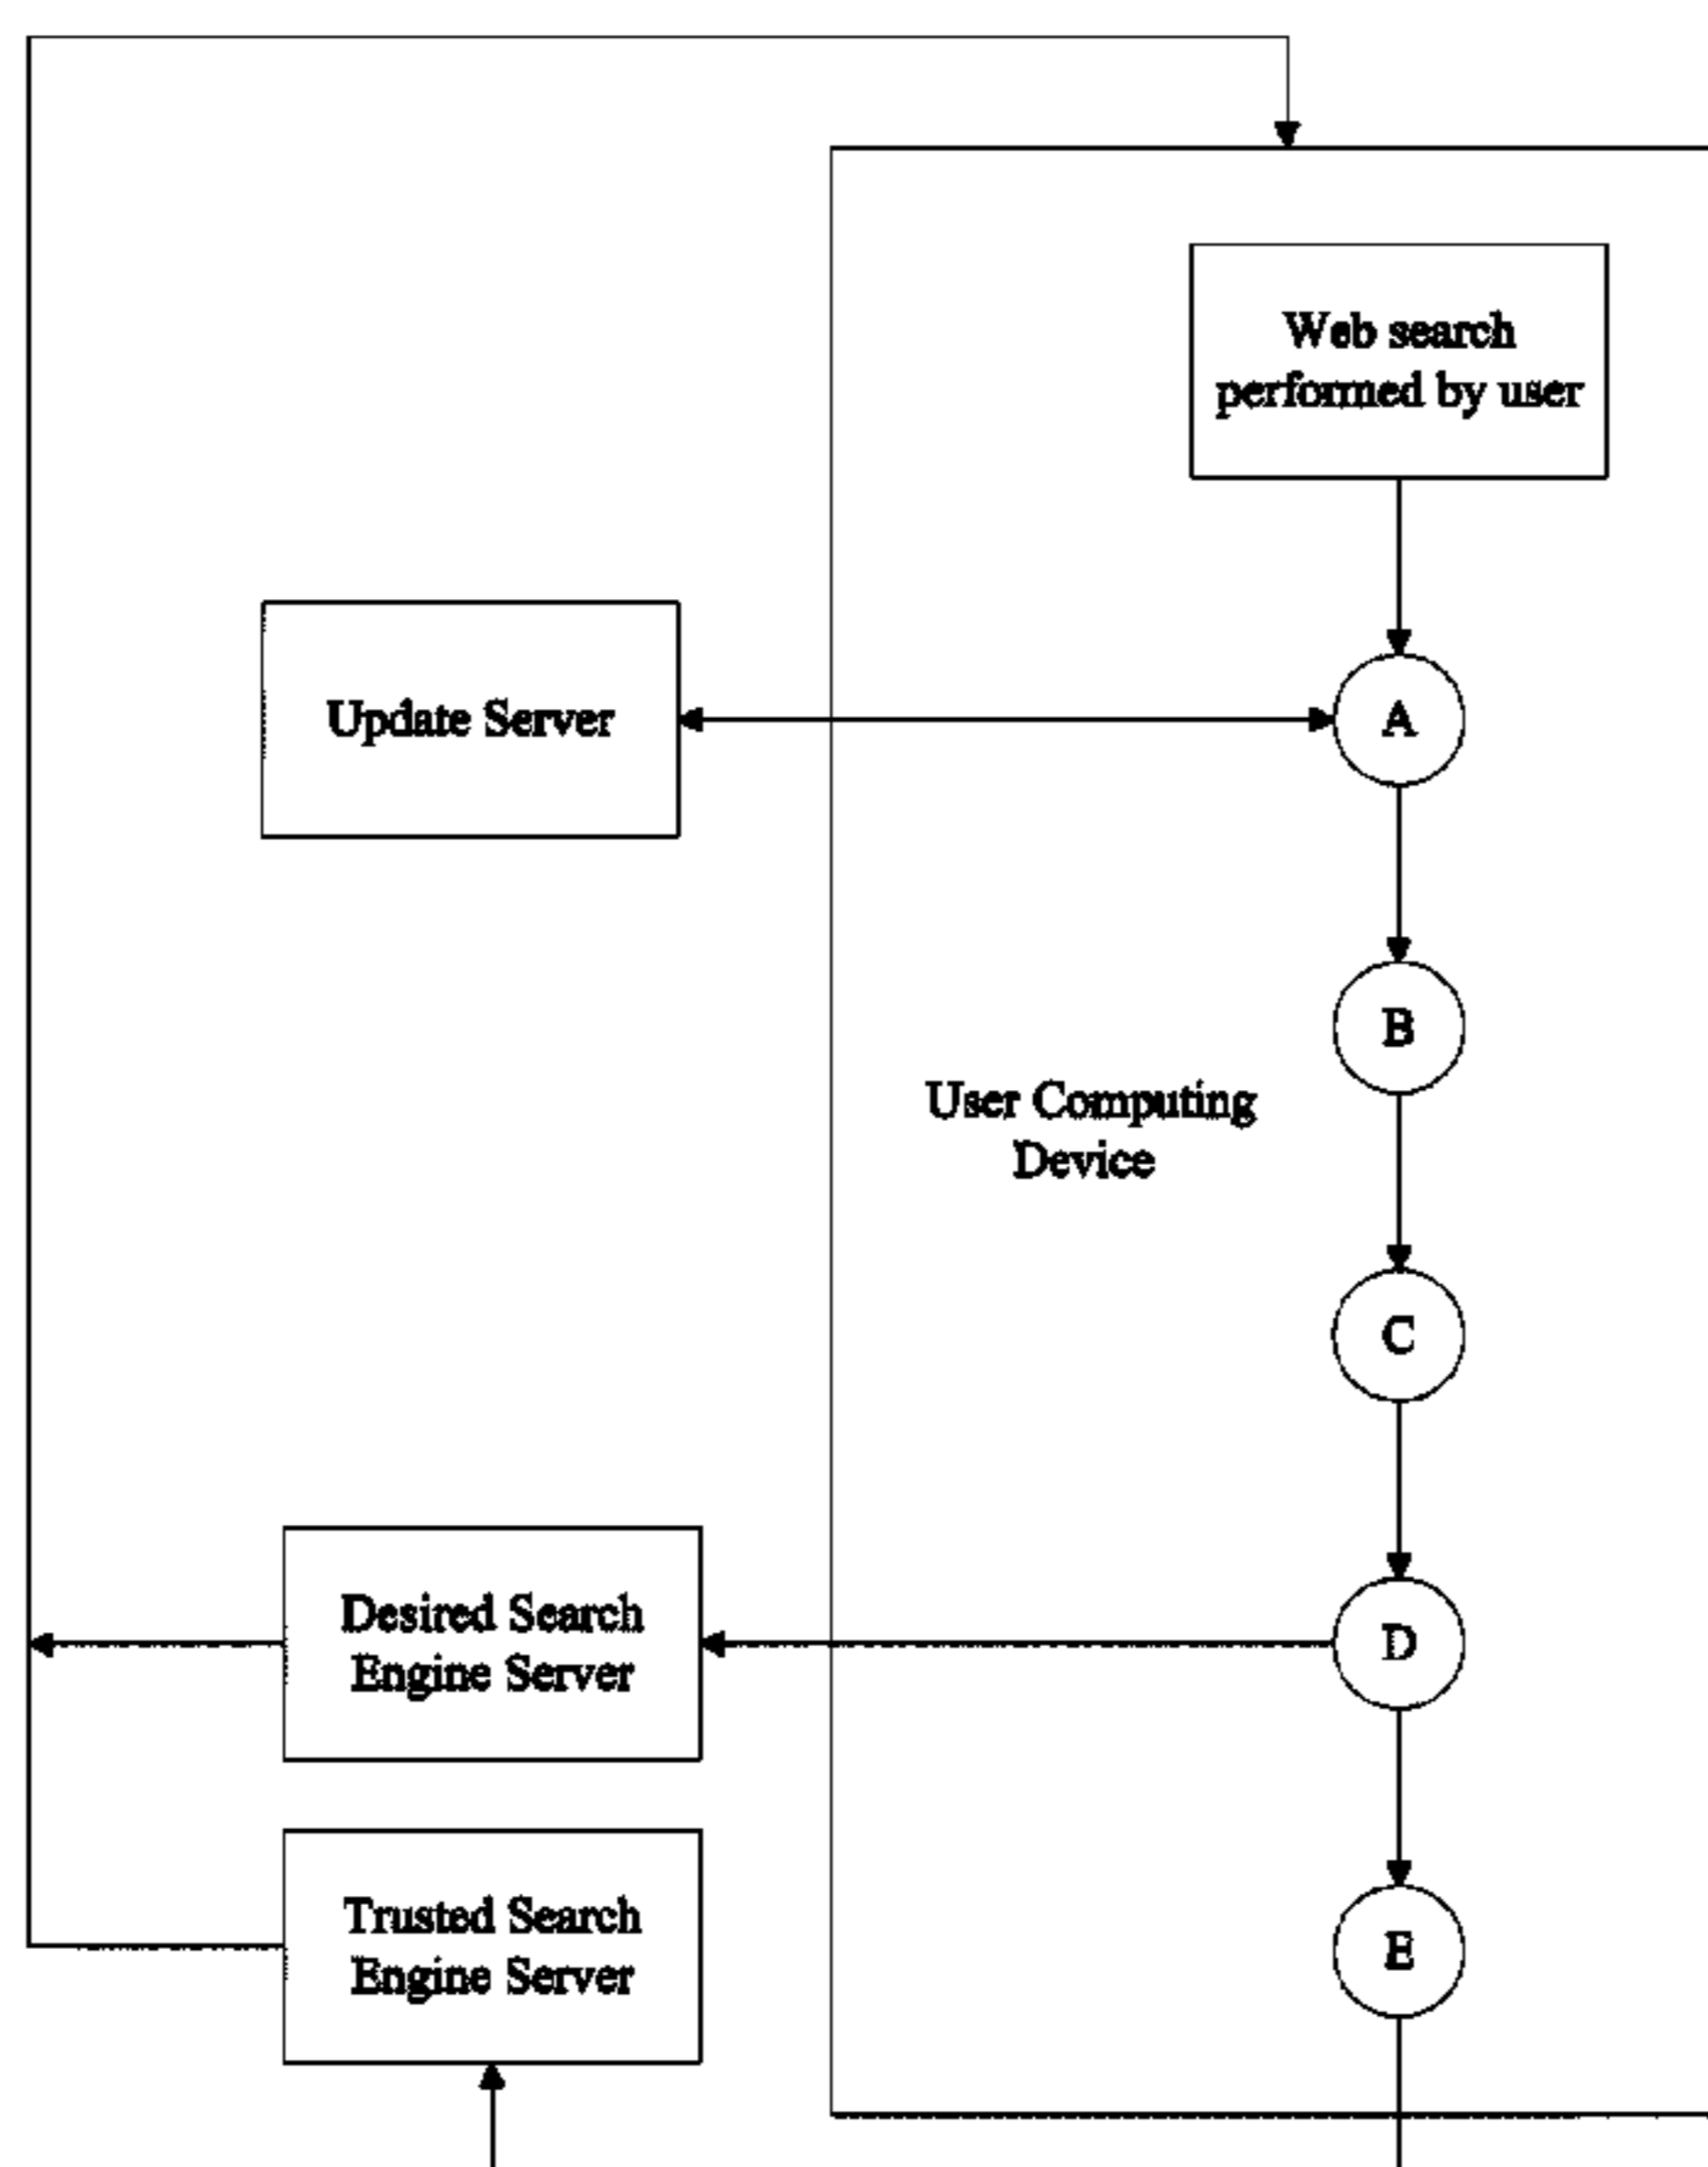 Web search
performed by user
Update Server
A
B
User Computing
Device
C
Desired Search
Engine Server
D
Trusted Search
Engine Server
E